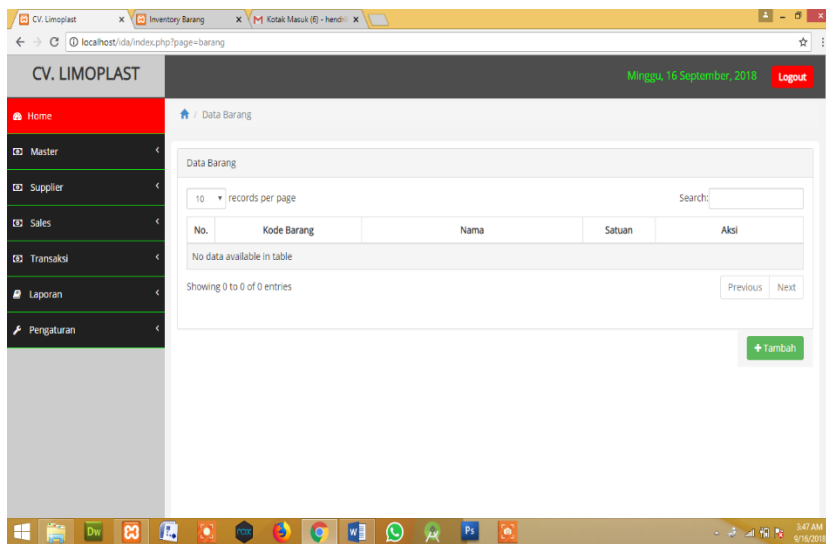 CV. Limoplast
Inventory Barang
Kotak Masuk (6) - hendri
localhost/ida/index.php?page=barang
CV. LIMOPLAST
Minggu, 16 September, 2018
Logout
Home
/ Data Barang
Master
Supplier
Sales
Transaksi
Laporan
Pengaturan
Data Barang
10 records per page
Search:
No. Kode Barang Nama Satuan Aksi
No data available in table
Showing 0 to 0 of 0 entries
Previous Next
+ Tambah
Dw
W
Ps
3:47 AM
9/16/2018